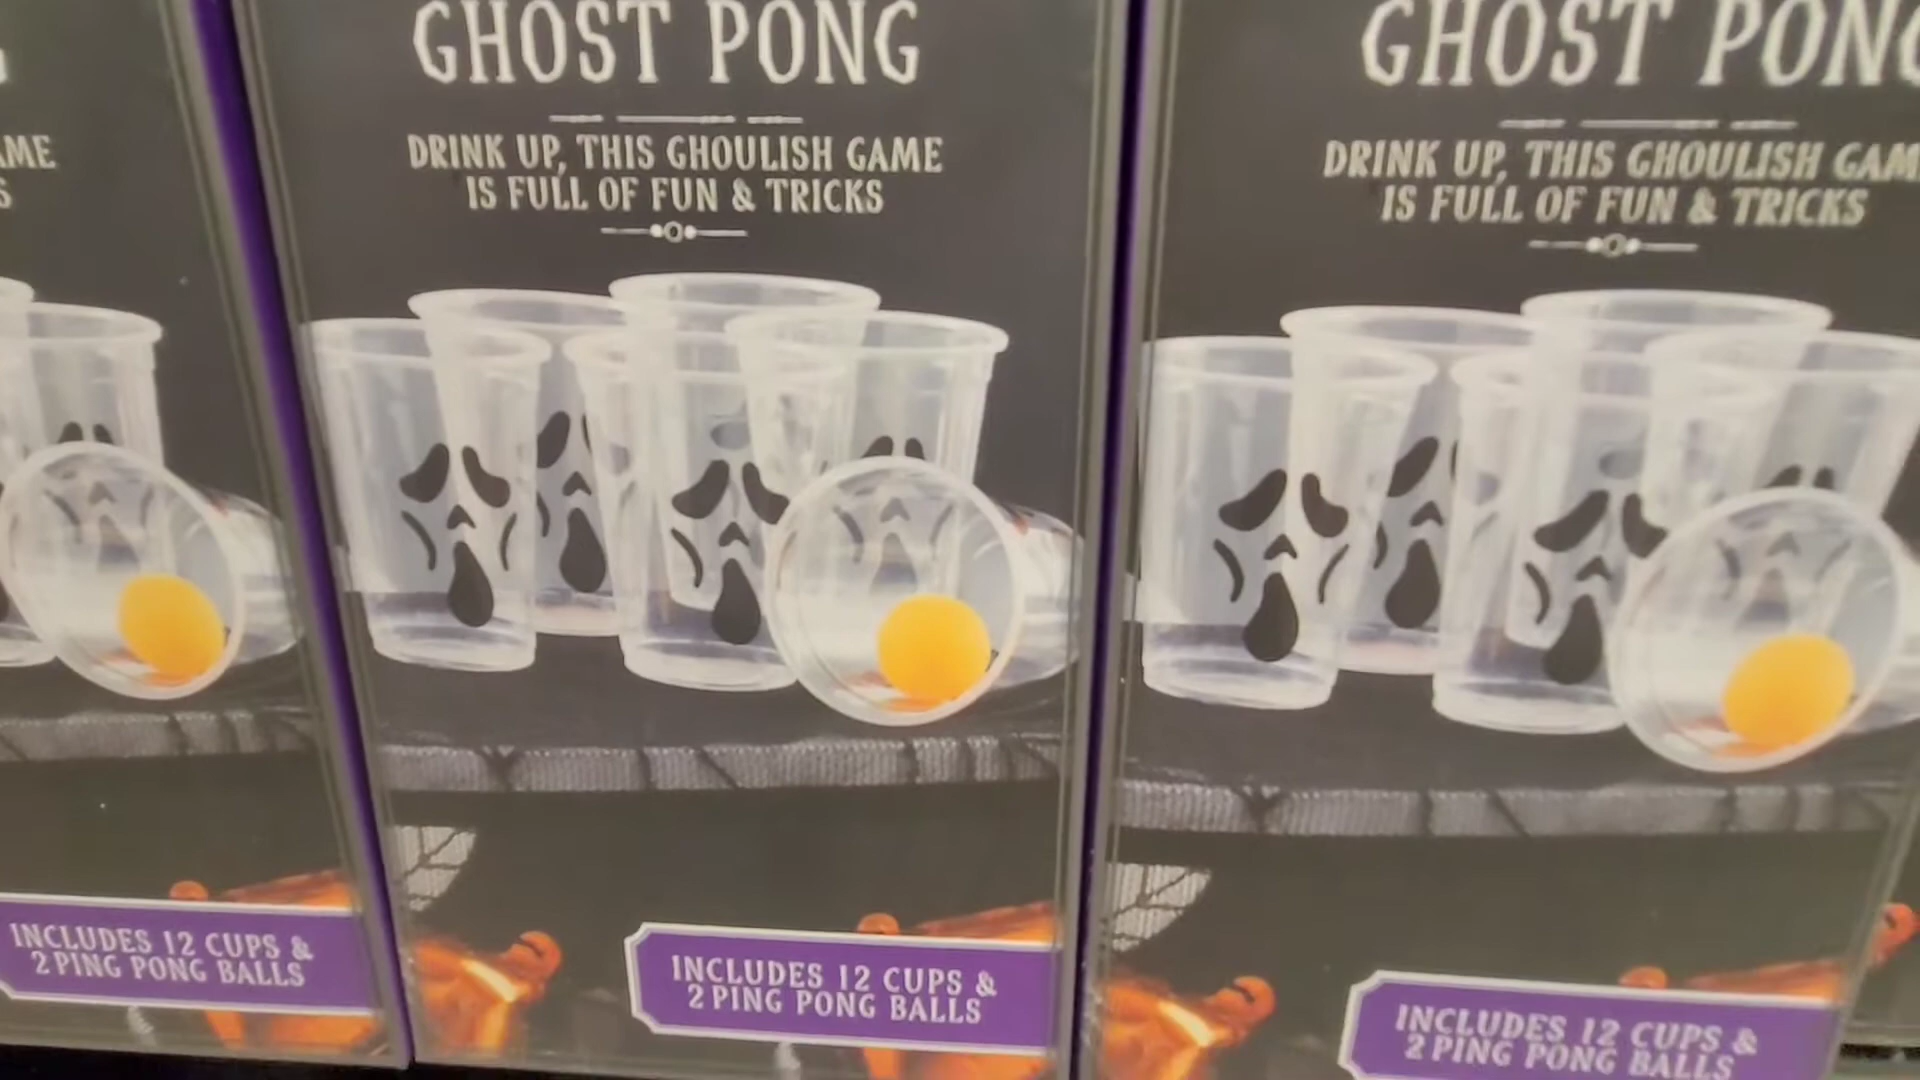 AME
S
INCLUDES 12 CUPS &
2 PING PONG BALLS
GHOST PONG
DRINK UP, THIS GHOULISH GAME
IS FULL OF FUN & TRICKS
INCLUDES 12 CUPS &
2 PING PONG BALLS
GHOST PONG
DRINK UP, THIS GHOULISH GAM
IS FULL OF FUN & TRICKS
INCLUDES 12 CUPS &
2 PING PONG BALLS